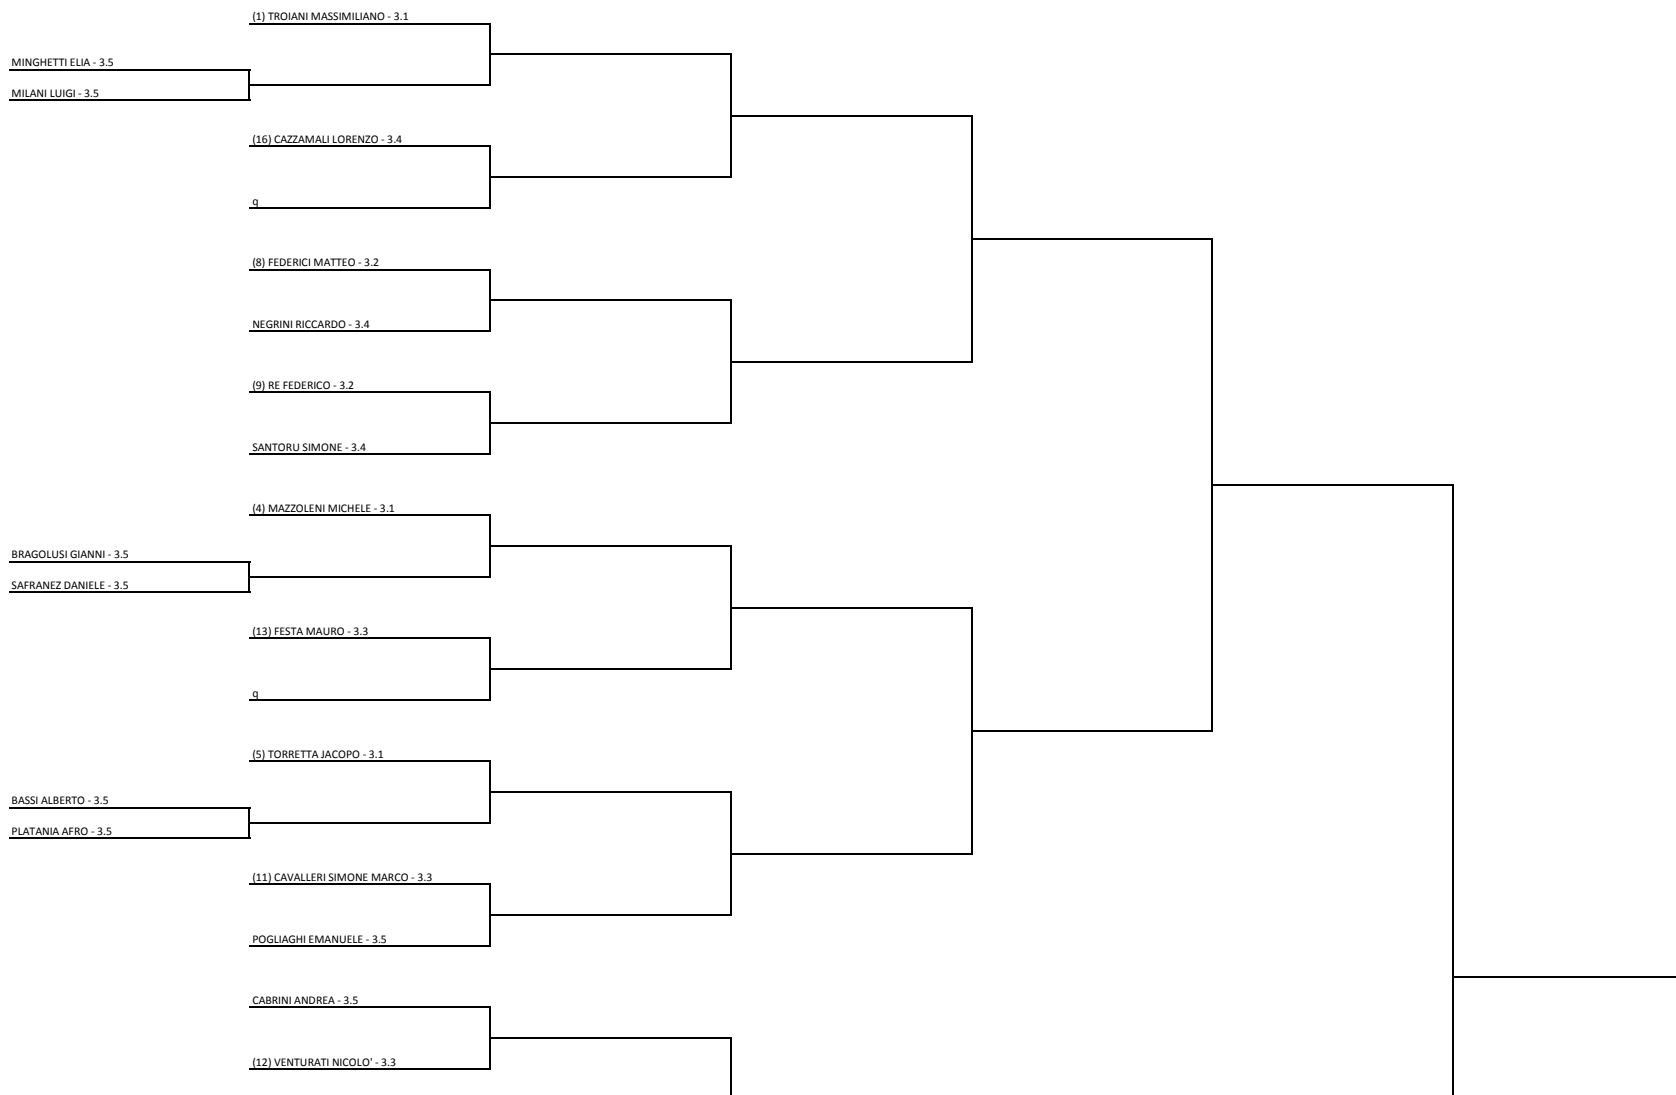 (1) TROIANI MASSIMILIANO - 3.1
MINGHETTI ELIA - 3.5
MILANI LUIGI - 3.5
(16) CAZZAMALI LORENZO - 3.4
q
(8) FEDERICI MATTEO - 3.2
NEGRINI RICCARDO - 3.4
(9) RE FEDERICO - 3.2
SANTORU SIMONE - 3.4
(4) MAZZOLENI MICHELE - 3.1
BRAGOLUSI GIANNI - 3.5
SAFRANEZ DANIELE - 3.5
(13) FESTA MAURO - 3.3
q
(5) TORRETTA JACOPO - 3.1
BASSI ALBERTO - 3.5
PLATANIA AFRO - 3.5
(11) CAVALLERI SIMONE MARCO - 3.3
POGLIAGHI EMANUELE - 3.5
CABRINI ANDREA - 3.5
(12) VENTURATI NICOLO' - 3.3